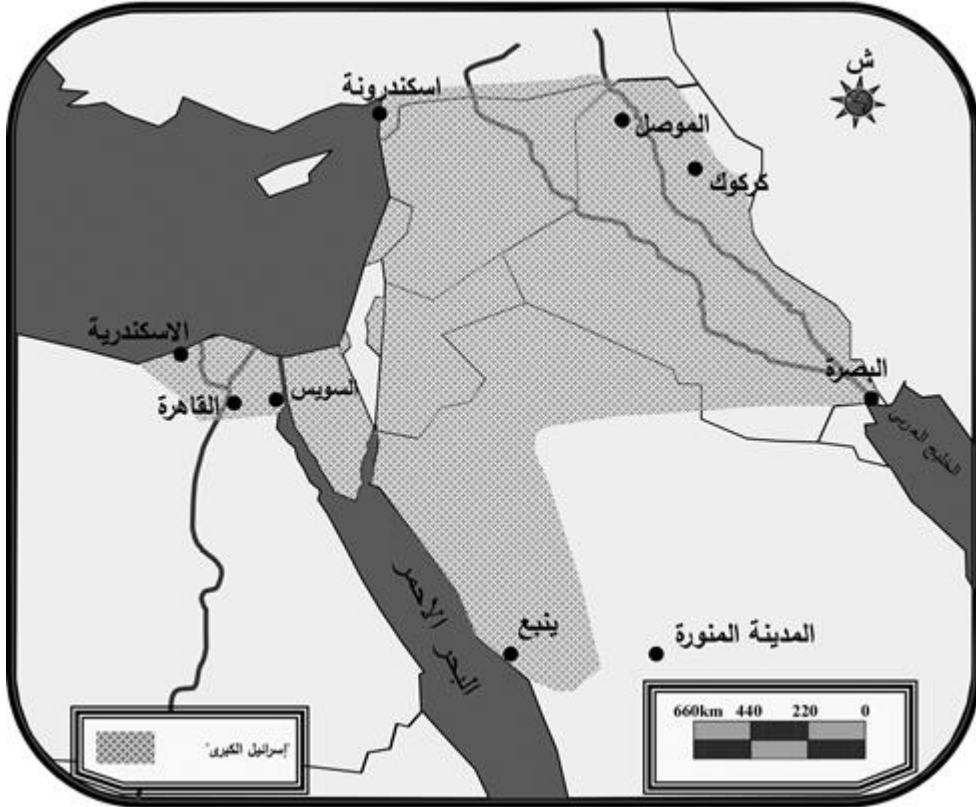 ش
اسكندرونة
الموصل
كركوك
الاسكندرية
السويس
القاهرة
البصرة
الخليج العربي
البحر الأحمر
ينبع
المدينة المنورة
660km 440 220 0
"إسرائيل الكبرى"